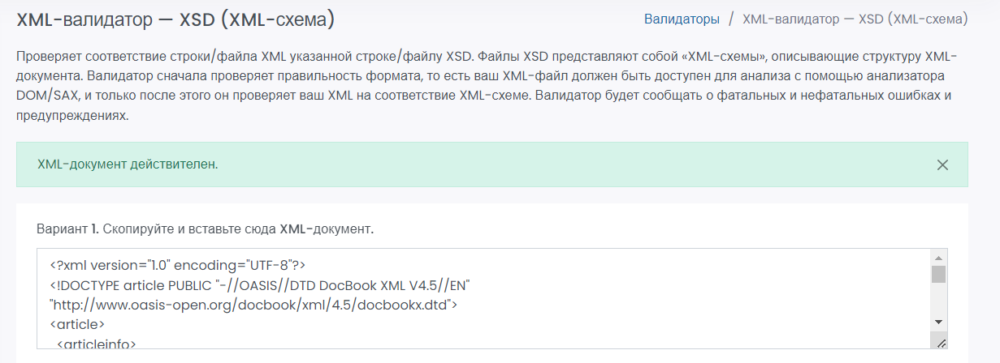 XML-валидатор — XSD (XML-схема)
Валидаторы / XML-валидатор — XSD (XML-схема)
Проверяет соответствие строки/файла XML указанной строке/файлу XSD. Файлы XSD представляют собой «XML-схемы», описывающие структуру XML-
документа. Валидатор сначала проверяет правильность формата, то есть ваш XML-файл должен быть доступен для анализа с помощью анализатора
DOM/SAX, и только после этого он проверяет ваш XML на соответствие XML-схеме. Валидатор будет сообщать о фатальных и нефатальных ошибках и
предупреждениях.
XML-документ действителен.
Вариант 1. Скопируйте и вставьте сюда XML-документ.
<?xml version="1.0" encoding="UTF-8"?>
<!DOCTYPE article PUBLIC "-//OASIS//DTD DocBook XML V4.5//EN"
"http://www.oasis-open.org/docbook/xml/4.5/docbookx.dtd">
<article>
<articleinfo>